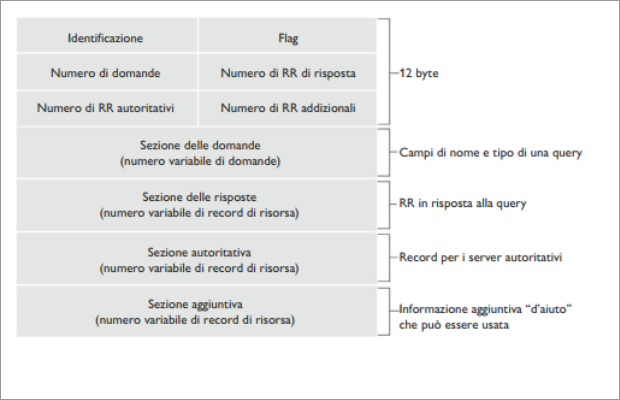 Identificazione Flag
Numero di domande Numero di RR di risposta 12 byte
Numero di RR autoritativi Numero di RR addizionali
Sezione delle domande
(numero variabile di domande)
Campi di nome e tipo di una query
Sezione delle risposte
(numero variabile di record di risorsa)
RR in risposta alla query
Sezione autoritativa
(numero variabile di record di risorsa)
Record per i server autoritativi
Sezione aggiuntiva
(numero variabile di record di risorsa)
Informazione aggiuntiva “d’aiuto”
che può essere usata